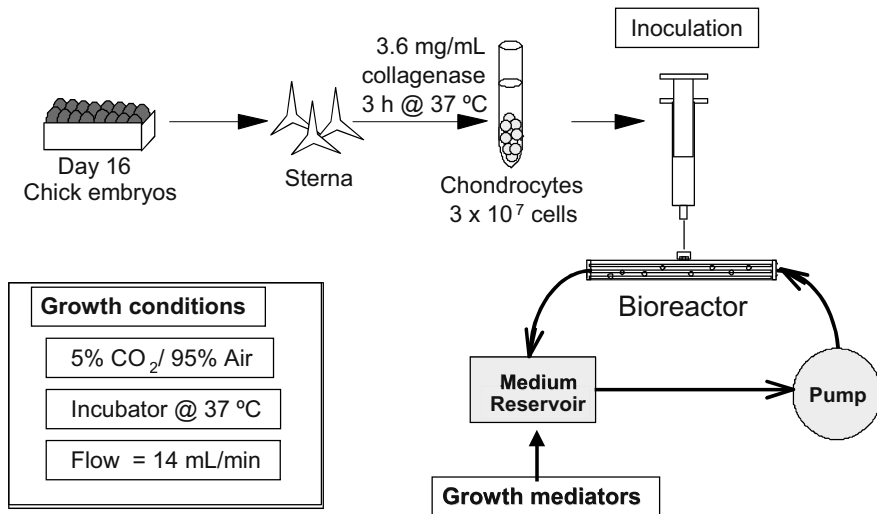 Day 16
Chick embryos
Sterna
3.6 mg/mL
collagenase
3 h @ 37 ºC
Chondrocytes
3 x 10⁷ cells
Inoculation
Bioreactor
Growth conditions
5% CO₂/ 95% Air
Incubator @ 37 ºC
Flow = 14 mL/min
Medium
Reservoir
Pump
Growth mediators